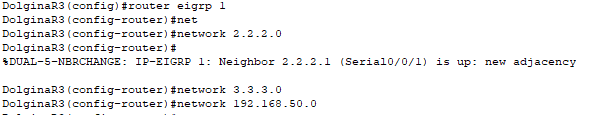 DolginaR3(config)#router eigrp 1
DolginaR3(config-router)#net
DolginaR3(config-router)#network 2.2.2.0
DolginaR3(config-router)#
%DUAL-5-NBRCHANGE: IP-EIGRP 1: Neighbor 2.2.2.1 (Serial0/0/1) is up: new adjacency
DolginaR3(config-router)#network 3.3.3.0
DolginaR3(config-router)#network 192.168.50.0